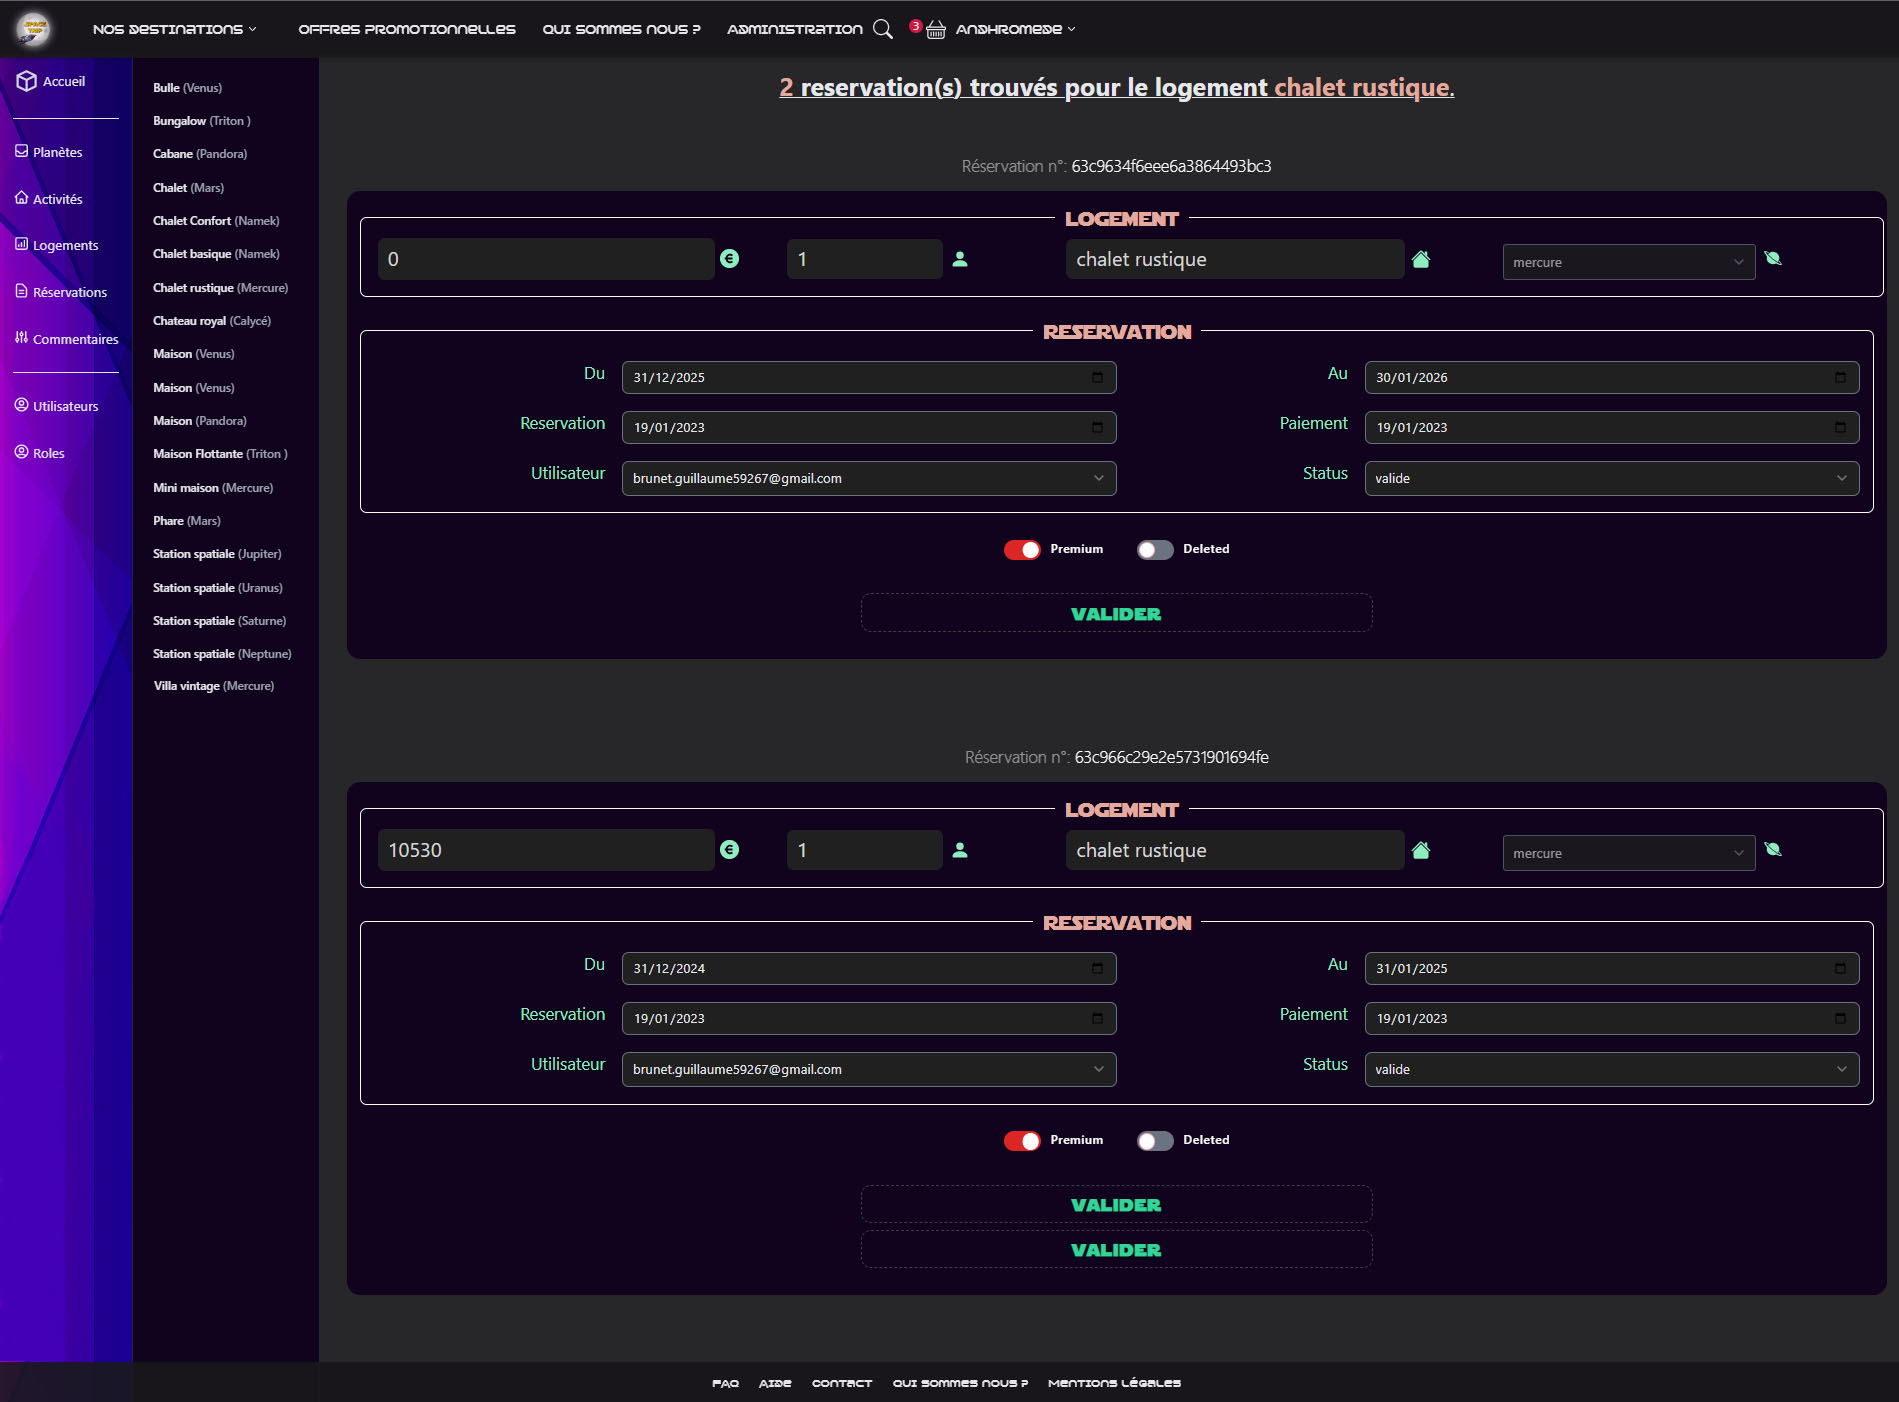 SPACE TRIP
NOS DESTINATIONS
OFFRES PROMOTIONNELLES
QUI SOMMES NOUS ?
ADMINISTRATION
3
ANDHROMEDE
Accueil
Planètes
Activités
Logements
Réservations
Commentaires
Utilisateurs
Roles
Bulle (Venus)
Bungalow (Triton )
Cabane (Pandora)
Chalet (Mars)
Chalet Confort (Namek)
Chalet basique (Namek)
Chalet rustique (Mercure)
Chateau royal (Calycé)
Maison (Venus)
Maison (Venus)
Maison (Pandora)
Maison Flottante (Triton )
Mini maison (Mercure)
Phare (Mars)
Station spatiale (Jupiter)
Station spatiale (Uranus)
Station spatiale (Saturne)
Station spatiale (Neptune)
Villa vintage (Mercure)
2 reservation(s) trouvés pour le logement chalet rustique.
Réservation n°: 63c9634f6eee6a3864493bc3
LOGEMENT
0
1
chalet rustique
mercure
RESERVATION
Du 31/12/2025
Au 30/01/2026
Reservation 19/01/2023
Paiement 19/01/2023
Utilisateur brunet.guillaume59267@gmail.com
Status valide
Premium
Deleted
VALIDER
Réservation n°: 63c966c29e2e5731901694fe
LOGEMENT
10530
1
chalet rustique
mercure
RESERVATION
Du 31/12/2024
Au 31/01/2025
Reservation 19/01/2023
Paiement 19/01/2023
Utilisateur brunet.guillaume59267@gmail.com
Status valide
Premium
Deleted
VALIDER
VALIDER
FAQ
AIDE
CONTACT
QUI SOMMES NOUS ?
MENTIONS LÉGALES